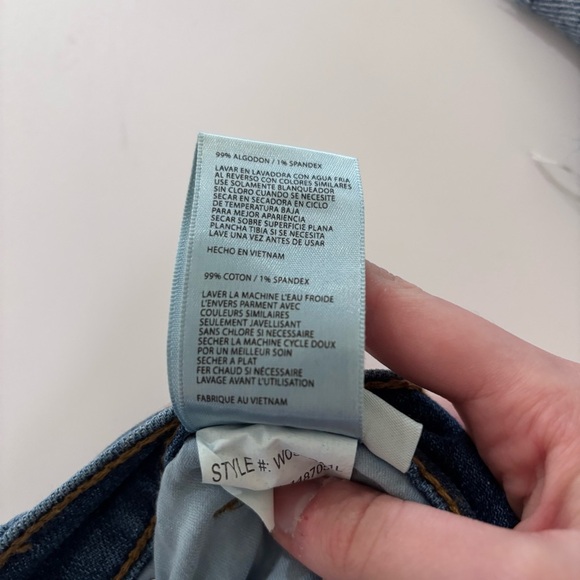 99% ALGODON / 1% SPANDEX
LAVAR EN LAVADORA CON AGUA FRIA
AL REVERSO CON COLORES SIMILARES
USE SOLAMENTE BLANQUEADOR
SIN CLORO CUANDO SE NECESITE
SECAR EN SECADORA EN CICLO
DE TEMPERATURA BAJA
PARA MEJOR APARIENCIA
SECAR SOBRE SUPERFICIE PLANA
PLANCHA TIBIA SI SE NECESITA
LAVE UNA VEZ ANTES DE USAR
HECHO EN VIETNAM
99% COTON / 1% SPANDEX
LAVER LA MACHINE L'EAU FROIDE
L'ENVERS PARMENT AVEC
COULEURS SIMILAIRES
SEULEMENT JAVELLISANT
SANS CHLORE SI NÉCESSAIRE
SECHER LA MACHINE CYCLE DOUX
POR UN MEILLEUR SOIN
SECHER A PLAT
FER CHAUD SI NÉCESSAIRE
LAVAGE AVANT L'UTILISATION
FABRIQUE AU VIETNAM
STYLE #: